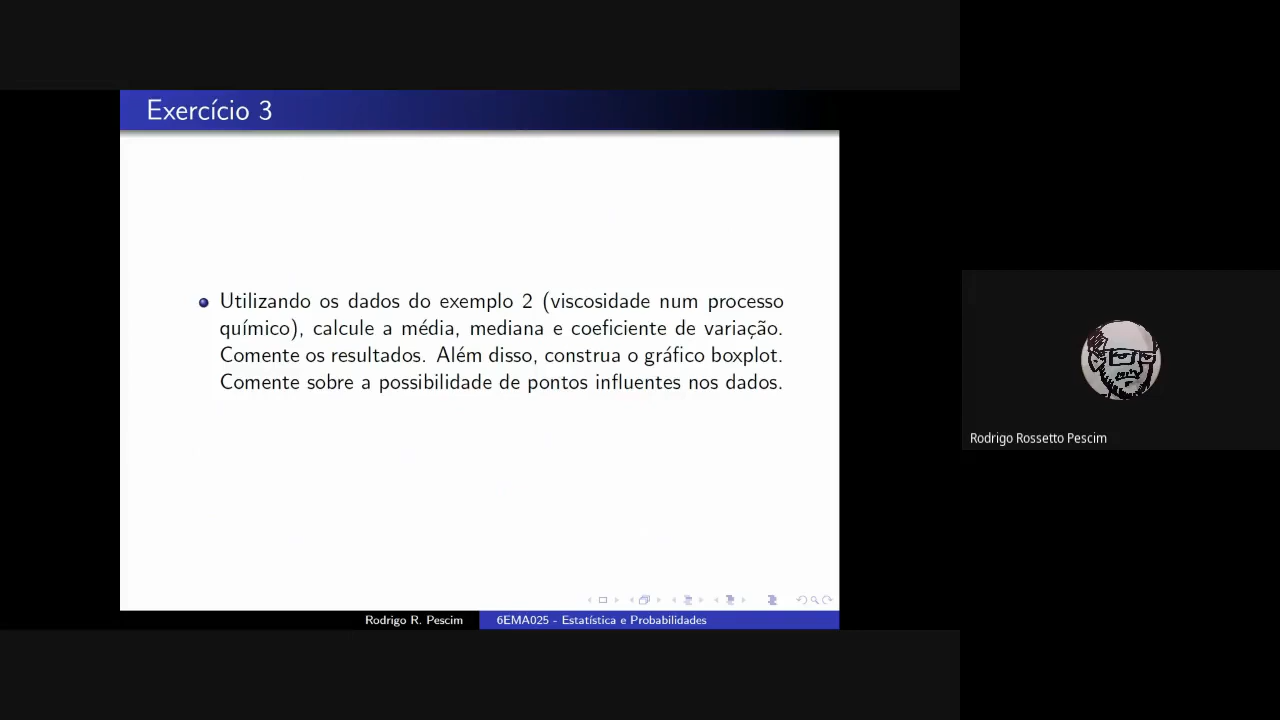 Exercício 3
Utilizando os dados do exemplo 2 (viscosidade num processo
químico), calcule a média, mediana e coeficiente de variação.
Comente os resultados. Além disso, construa o gráfico boxplot.
Comente sobre a possibilidade de pontos influentes nos dados.
Rodrigo Rossetto Pescim
Rodrigo R. Pescim
6EMA025 - Estatística e Probabilidades